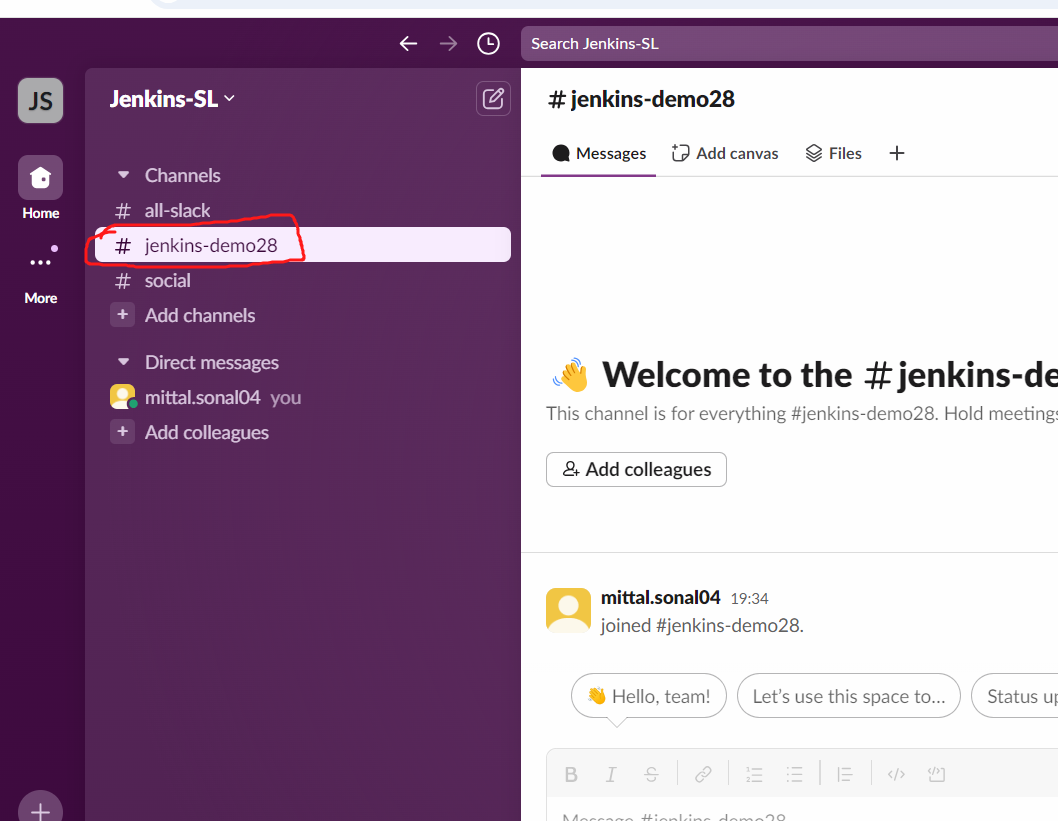 Search Jenkins-SL
JS
Home
More
Jenkins-SL
Channels
# all-slack
# jenkins-demo28
# social
+ Add channels
Direct messages
mittal.sonal04 you
+ Add colleagues
# jenkins-demo28
Messages Add canvas Files +
Welcome to the # jenkins-de
This channel is for everything #jenkins-demo28. Hold meetings
Add colleagues
mittal.sonal04 19:34
joined #jenkins-demo28.
👋 Hello, team! Let's use this space to... Status up
B I S
Message #jenkins-demo28